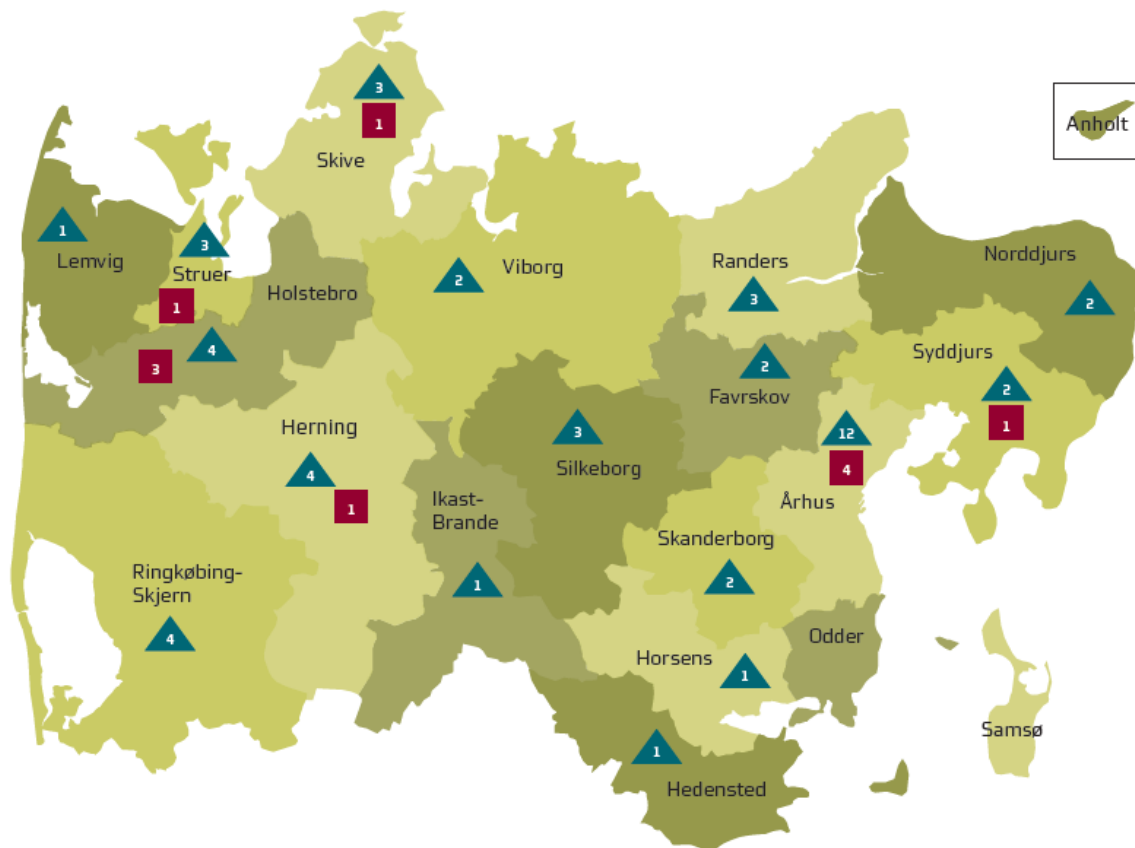 3
1
Skive
Anholt
1
Lemvig
3
Struer
1
Holstebro
3
4
2
Viborg
Randers
3
Norddjurs
2
Syddjurs
2
1
2
Favrskov
12
4
Århus
Herning
4
1
3
Silkeborg
Ikast-
Brande
1
Skanderborg
2
Ringkøbing-
Skjern
4
Horsens
1
Odder
Samsø
1
Hedensted